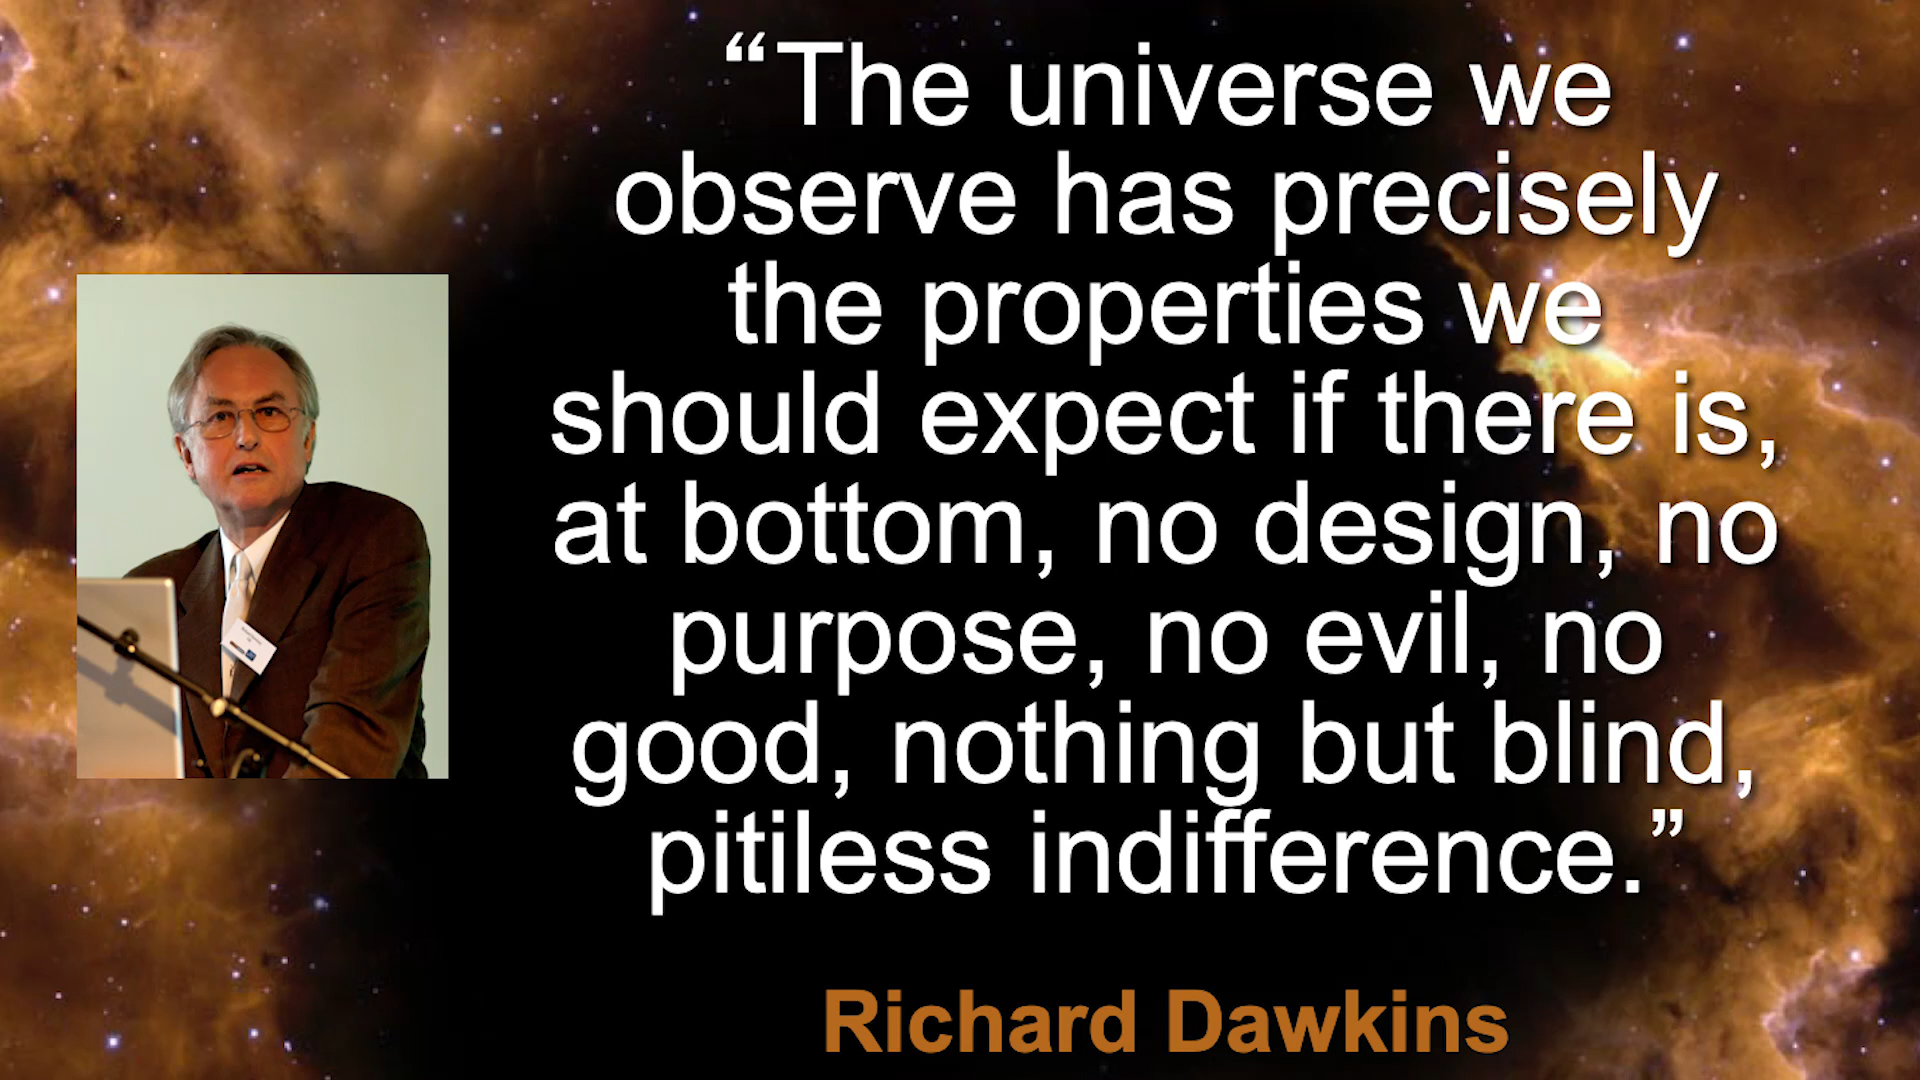 “The universe we
observe has precisely
the properties we
should expect if there is,
at bottom, no design, no
purpose, no evil, no
good, nothing but blind,
pitiless indifference.”
Richard Dawkins